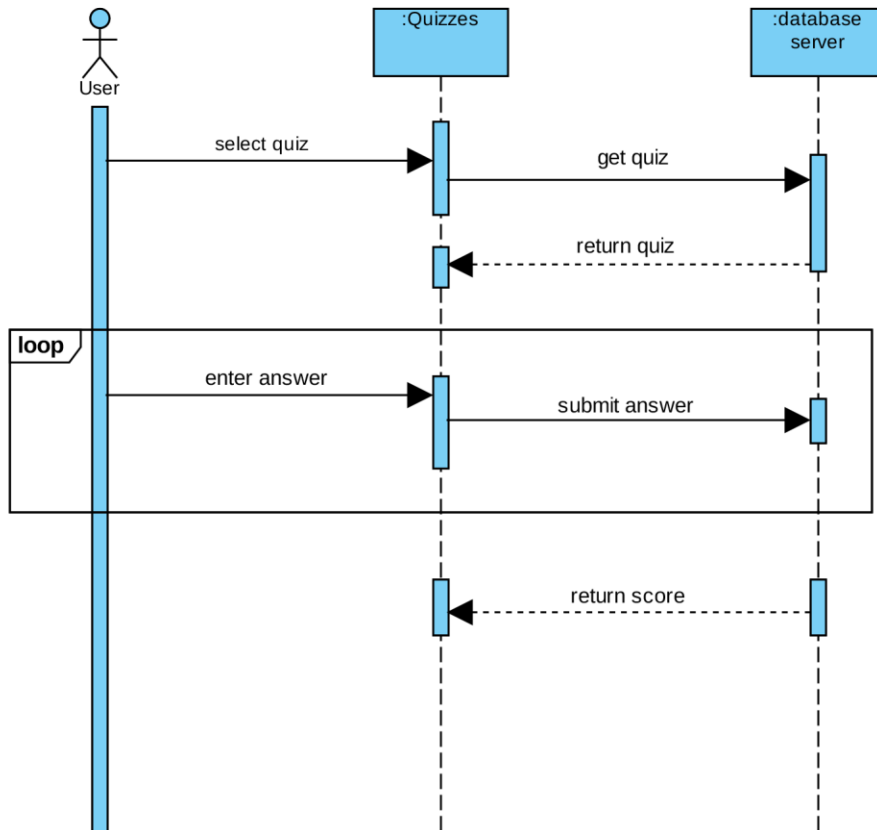 :Quizzes
:database
server
User
select quiz
get quiz
return quiz
loop
enter answer
submit answer
return score